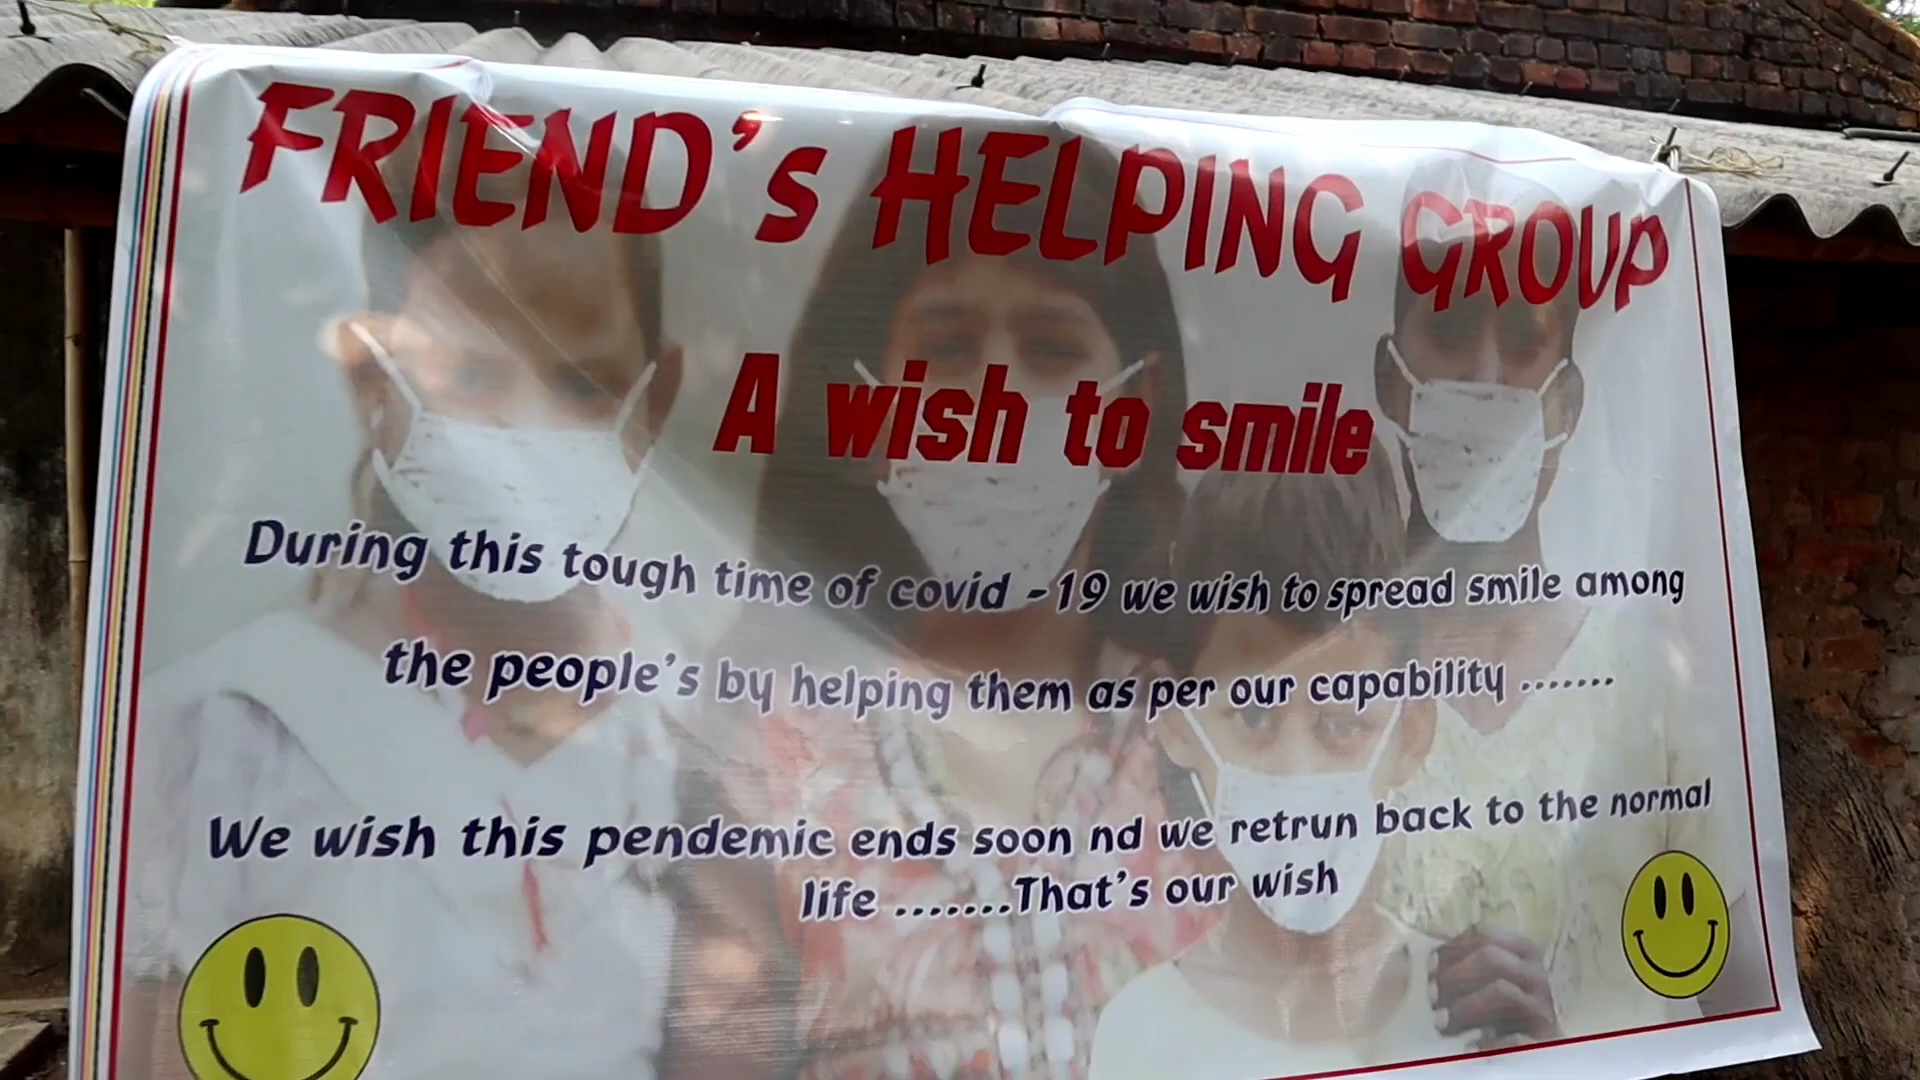 FRIEND's HELPING GROUP
A wish to smile
During this tough time of covid -19 we wish to spread smile among
the people's by helping them as per our capability .......
We wish this pendemic ends soon nd we retrun back to the normal
life .......That's our wish